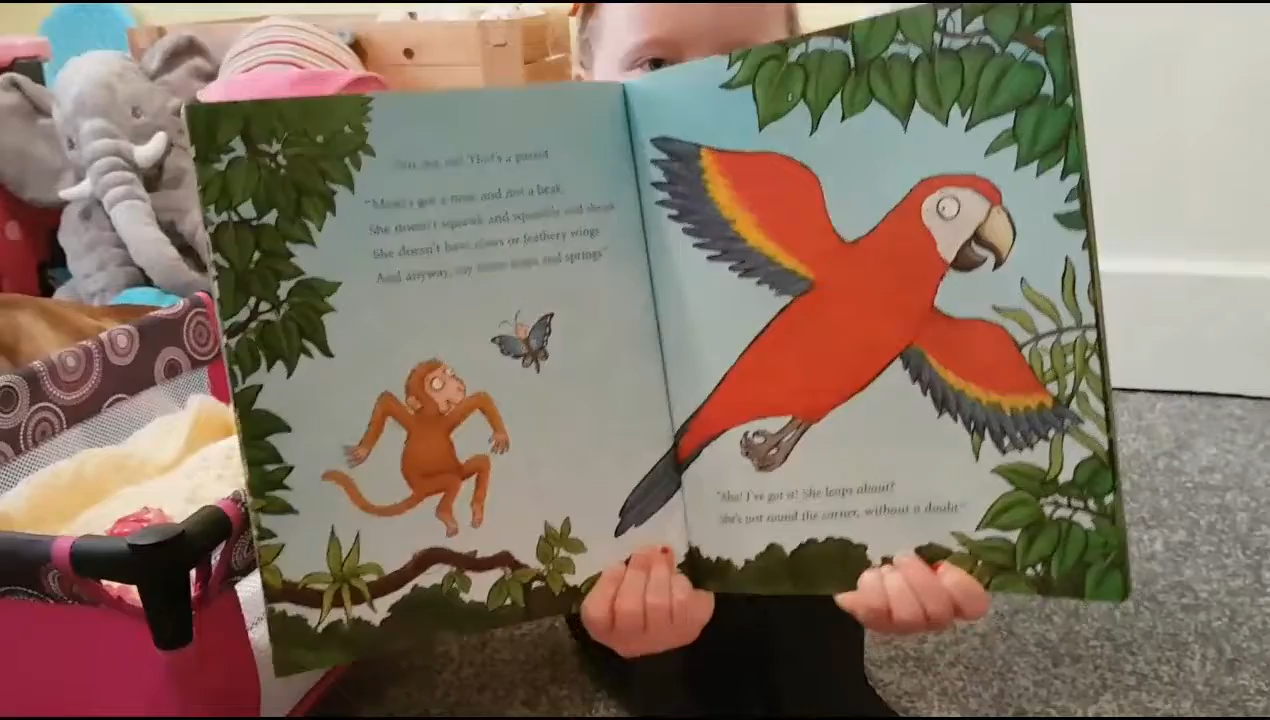 "No, no, no! That's a parrot.
"Mum's got a nose and not a beak.
She doesn't squawk and squabble and shriek.
She doesn't have claws or feathery wings.
And anyway, my mum leaps and springs."
"Aha! I've got it! She leaps about?
She's just round the corner, without a doubt."